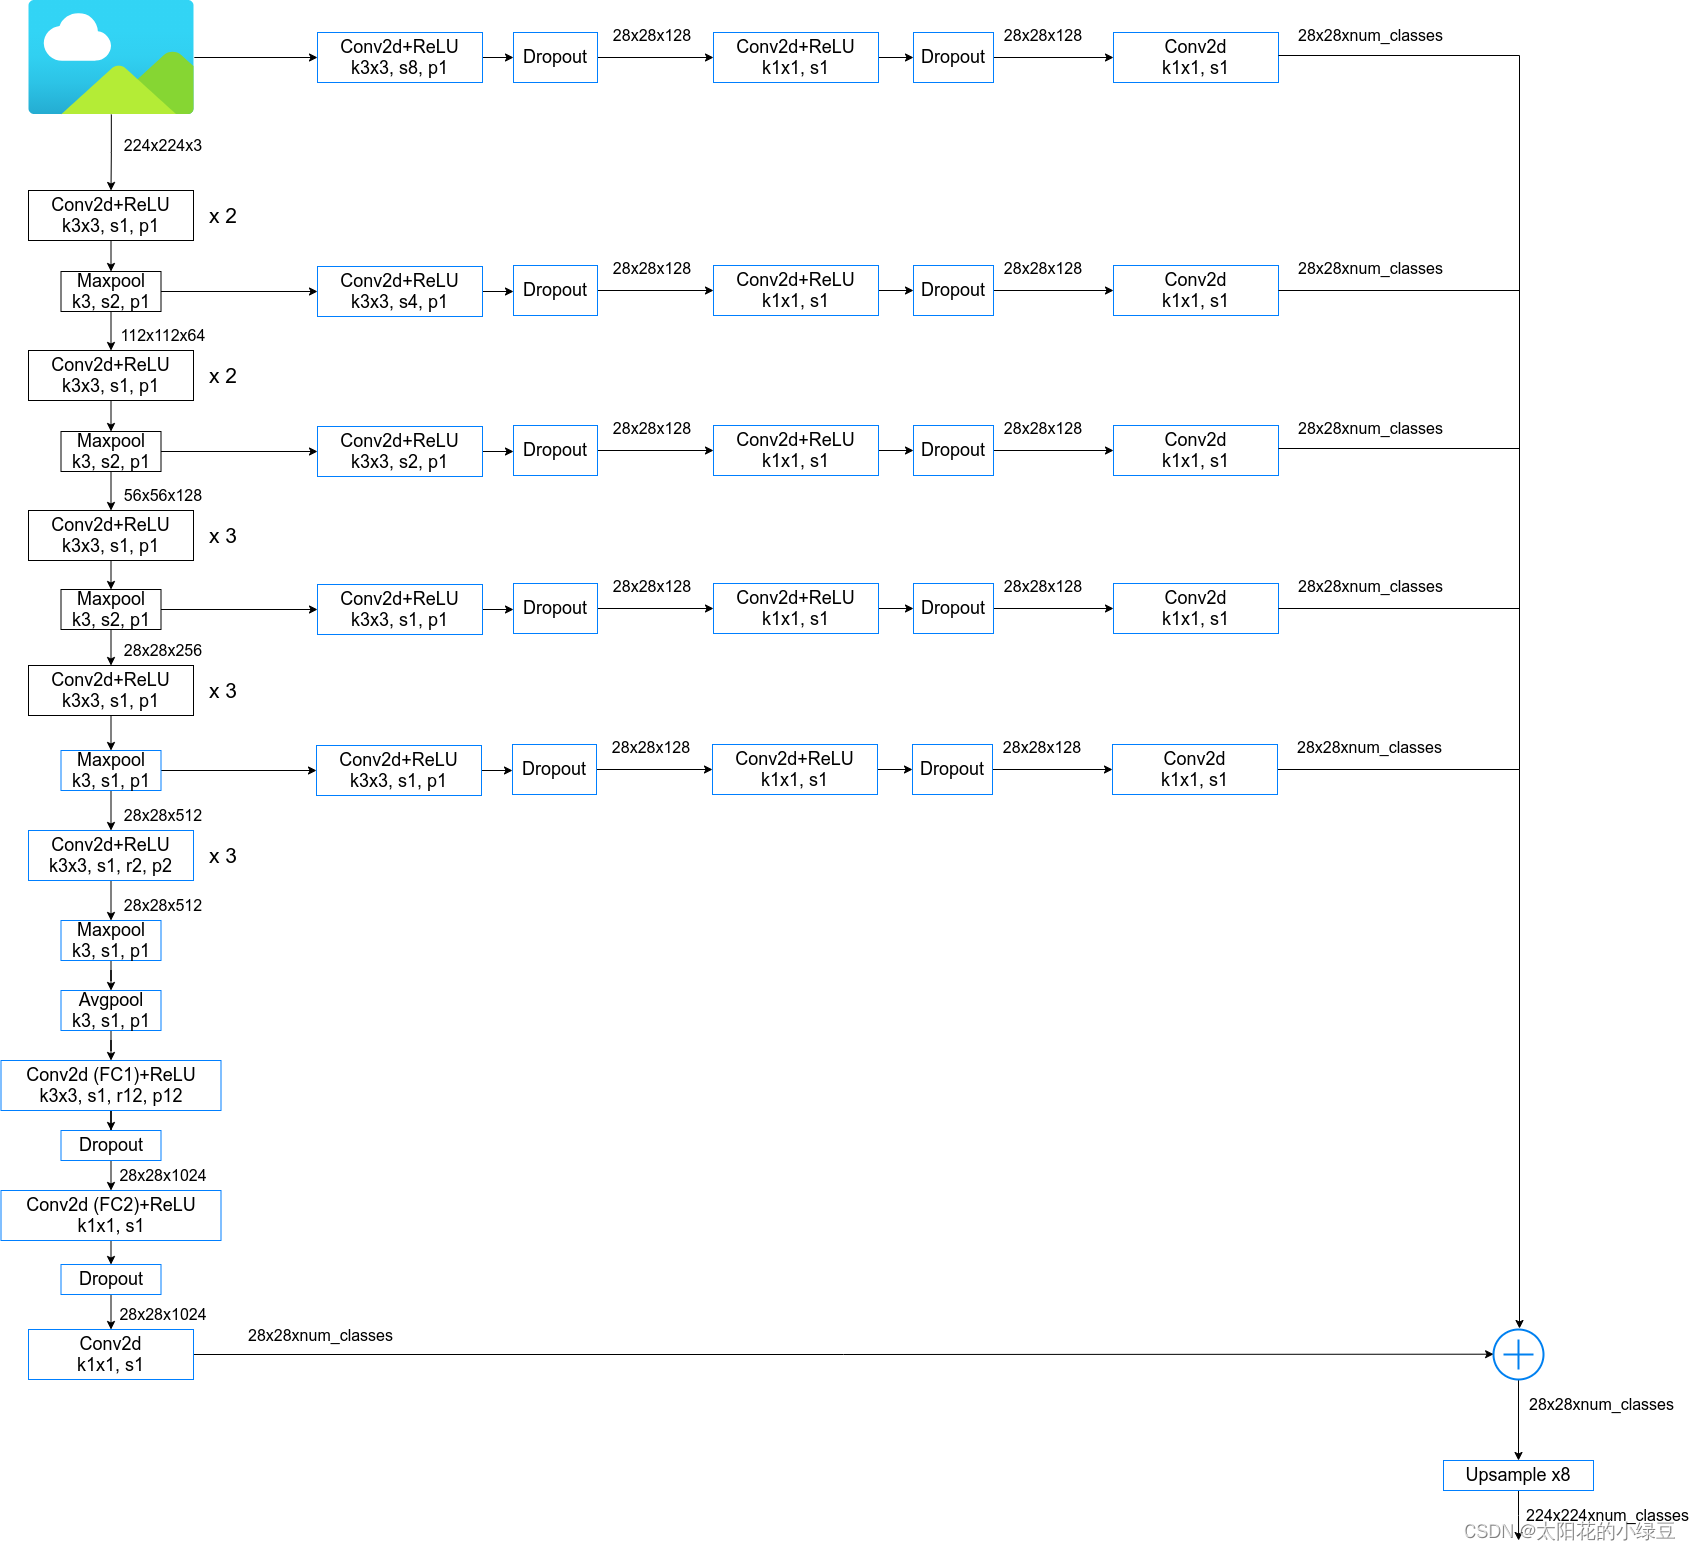 Conv2d+ReLU
k3x3, s8, p1
Dropout
28x28x128
Conv2d+ReLU
k1x1, s1
Dropout
28x28x128
Conv2d
k1x1, s1
28x28xnum_classes
224x224x3
Conv2d+ReLU
k3x3, s1, p1
x 2
Maxpool
k3, s2, p1
Conv2d+ReLU
k3x3, s4, p1
Dropout
28x28x128
Conv2d+ReLU
k1x1, s1
Dropout
28x28x128
Conv2d
k1x1, s1
28x28xnum_classes
112x112x64
Conv2d+ReLU
k3x3, s1, p1
x 2
Maxpool
k3, s2, p1
Conv2d+ReLU
k3x3, s2, p1
Dropout
28x28x128
Conv2d+ReLU
k1x1, s1
Dropout
28x28x128
Conv2d
k1x1, s1
28x28xnum_classes
56x56x128
Conv2d+ReLU
k3x3, s1, p1
x 3
Maxpool
k3, s2, p1
Conv2d+ReLU
k3x3, s1, p1
Dropout
28x28x128
Conv2d+ReLU
k1x1, s1
Dropout
28x28x128
Conv2d
k1x1, s1
28x28xnum_classes
28x28x256
Conv2d+ReLU
k3x3, s1, p1
x 3
Maxpool
k3, s1, p1
Conv2d+ReLU
k3x3, s1, p1
Dropout
28x28x128
Conv2d+ReLU
k1x1, s1
Dropout
28x28x128
Conv2d
k1x1, s1
28x28xnum_classes
28x28x512
Conv2d+ReLU
k3x3, s1, r2, p2
x 3
28x28x512
Maxpool
k3, s1, p1
Avgpool
k3, s1, p1
Conv2d (FC1)+ReLU
k3x3, s1, r12, p12
Dropout
28x28x1024
Conv2d (FC2)+ReLU
k1x1, s1
Dropout
28x28x1024
Conv2d
k1x1, s1
28x28xnum_classes
28x28xnum_classes
Upsample x8
224x224xnum_classes
CSDN @太阳花的小绿豆